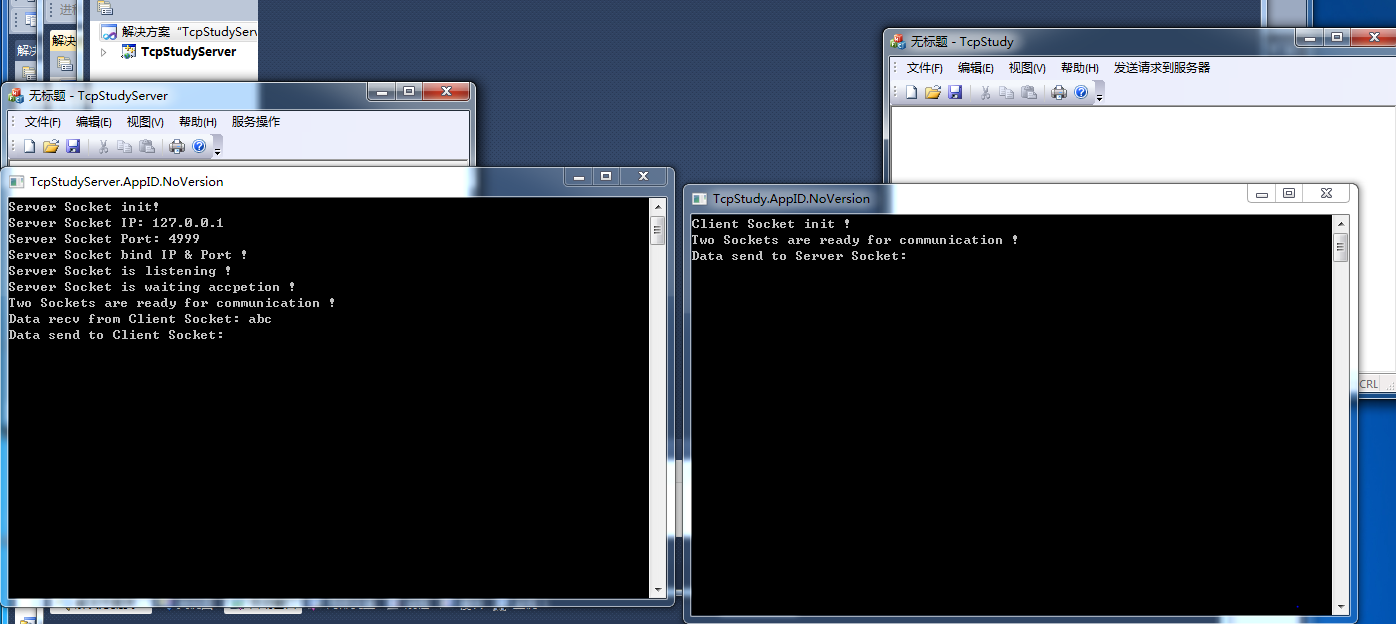 解决方案 “TcpStudyServ
TcpStudyServer
解决
无标题 - TcpStudyServer
文件(F) 编辑(E) 视图(V) 帮助(H) 服务操作
TcpStudyServer.AppID.NoVersion
Server Socket init!
Server Socket IP: 127.0.0.1
Server Socket Port: 4999
Server Socket bind IP & Port !
Server Socket is listening !
Server Socket is waiting accpetion !
Two Sockets are ready for communication !
Data recv from Client Socket: abc
Data send to Client Socket:
无标题 - TcpStudy
文件(F) 编辑(E) 视图(V) 帮助(H) 发送请求到服务器
TcpStudy.AppID.NoVersion
Client Socket init !
Two Sockets are ready for communication !
Data send to Server Socket:
CRL